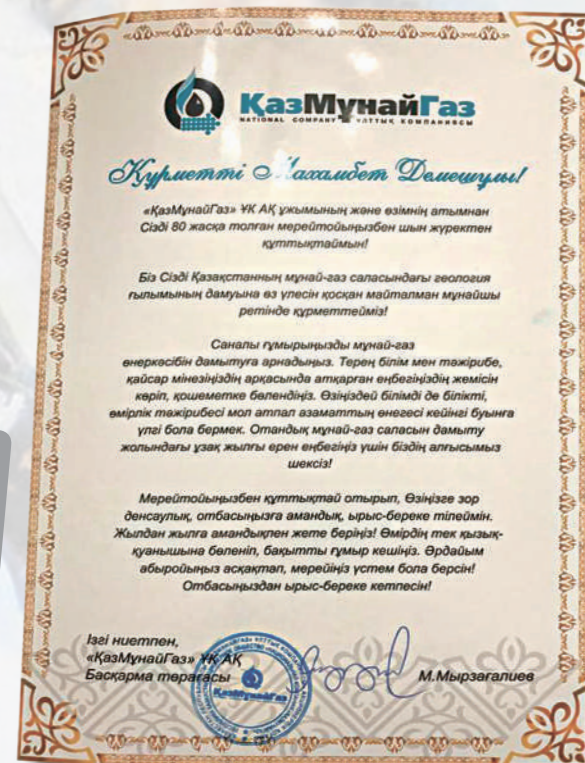 ҚазМұнайГаз
NATIONAL COMPANY ҰЛТТЫҚ КОМПАНИЯСЫ
Құрметті Махамбет Демешұлы!
«ҚазМұнайГаз» ҰК АҚ ұжымының және өзімнің атымнан
Сізді 80 жасқа толған мерейтойыңызбен шын жүректен
құттықтаймын!
Біз Сізді Қазақстанның мұнай-газ саласындағы геология
ғылымының дамуына өз үлесін қосқан майталман мұнайшы
ретінде құрметтейміз!
Саналы ғұмырыңызды мұнай-газ
өнеркәсібін дамытуға арнадыңыз. Терең білім мен тәжірибе,
қайсар мінезіңіздің арқасында атқарған еңбегіңіздің жемісін
көріп, қошеметке бөлендіңіз. Өзіңіздей білімді де білікті,
өмірлік тәжірибесі мол атпал азаматтың өнегесі кейінгі буынға
үлгі бола бермек. Отандық мұнай-газ саласын дамыту
жолындағы ұзақ жылғы ерен еңбегіңіз үшін біздің алғысымыз
шексіз!
Мерейтойыңызбен құттықтай отырып, Өзіңізге зор
денсаулық, отбасыңызға амандық, ырыс-береке тілеймін.
Жылдан жылға амандықпен жете беріңіз! Өмірдің тек қызық-
қуанышына бөленіп, бақытты ғұмыр кешіңіз. Әрдайым
абыройыңыз асқақтап, мерейіңіз үстем бола берсін!
Отбасыңыздан ырыс-береке кетпесін!
Ізгі ниетпен,
«ҚазМұнайГаз» ҰК АҚ
Басқарма төрағасы
М.Мырзағалиев
ҚазМұнайГаз